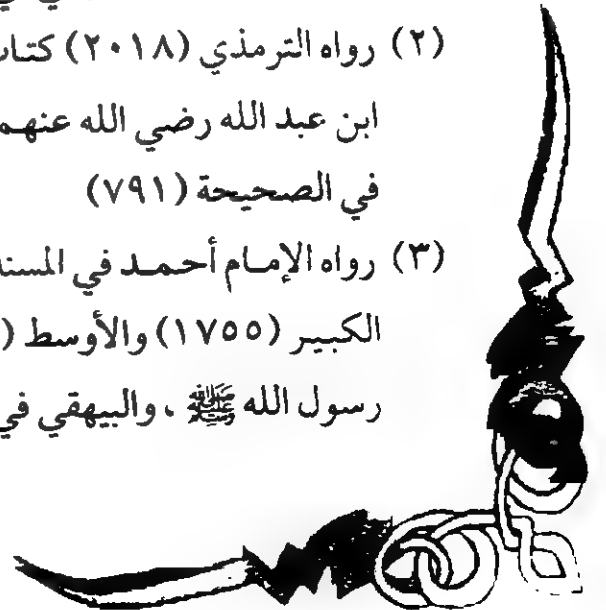 (٢) رواه الترمذي (٢٠١٨) كتا
ابن عبد الله رضي الله عنهم
في الصحيحة (٧٩١)
(٣) رواه الإمام أحمد في المسند
الكبير (١٧٥٥) والأوسط (
رسول الله ﷺ ، والبيهقي في